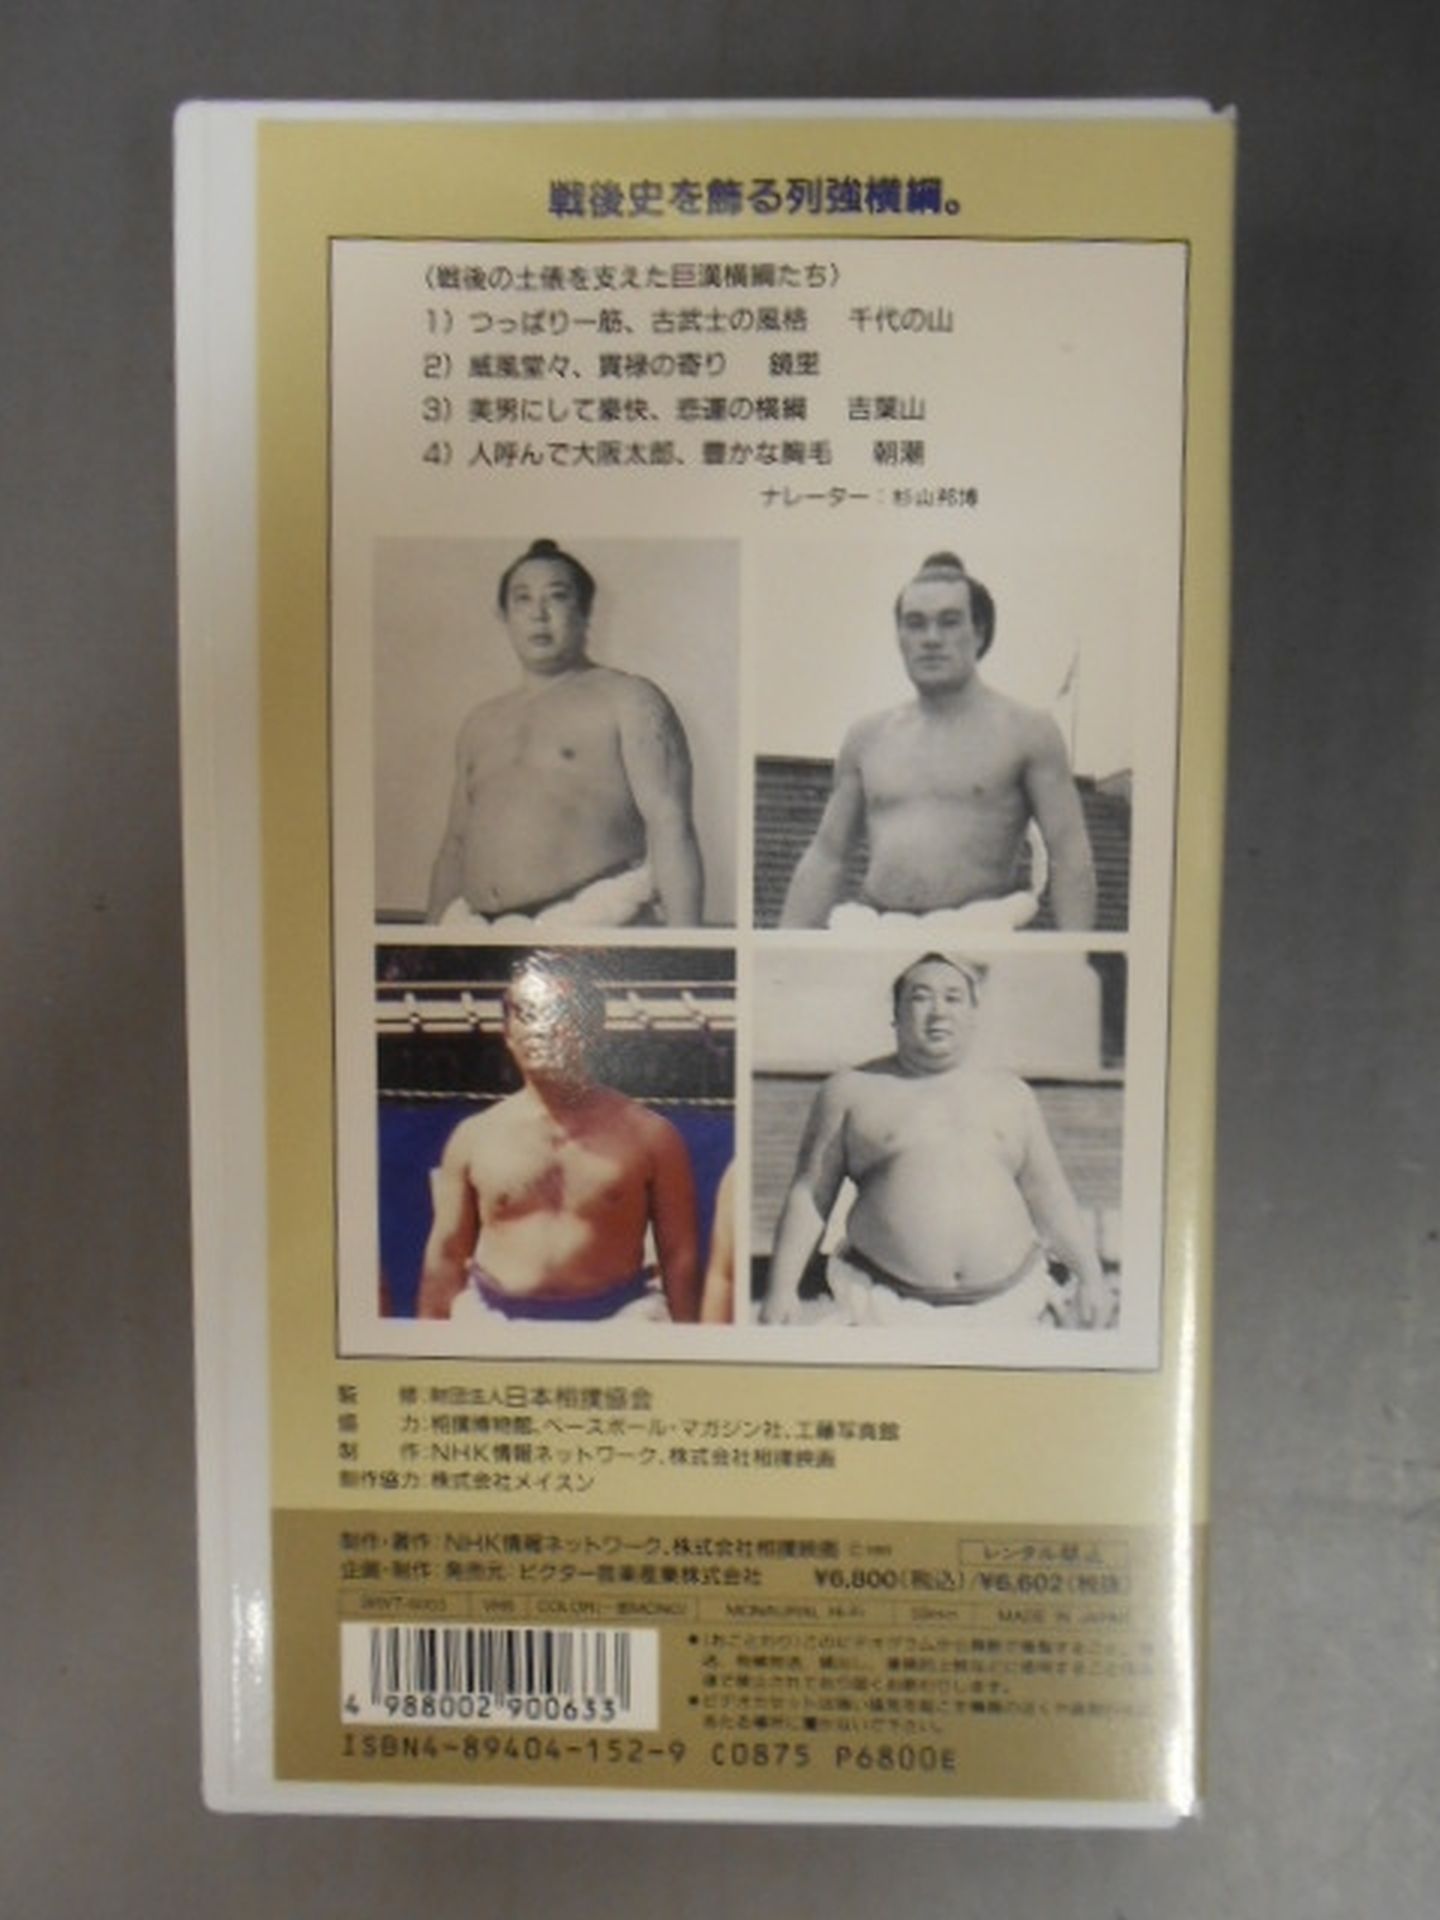 戦後史を飾る列強横綱。
〈戦後の土俵を支えた巨漢横綱たち〉
1）つっぱり一筋、古武士の風格　千代の山
2）威風堂々、貫禄の寄り　鏡里
3）美男にして豪快、悲運の横綱　吉葉山
4）人呼んで大阪太郎、豊かな胸毛　朝潮
ナレーター：杉山邦博
監　修：財団法人日本相撲協会
協　力：相撲博物館、ベースボール・マガジン社、工藤写真館
制　作：NHK情報ネットワーク、株式会社相撲映画
制作協力：株式会社メイスン
制作・著作：NHK情報ネットワーク、株式会社相撲映画
レンタル禁止
企画・制作・発売元：ビクター音楽産業株式会社　¥6,800（税込）/¥6,602（税抜）
VHS COLOR（一部MONO） MONAURAL Hi-Fi MADE IN JAPAN
4 988002 900633
ISBN4-89404-152-9 C0875 P6800E